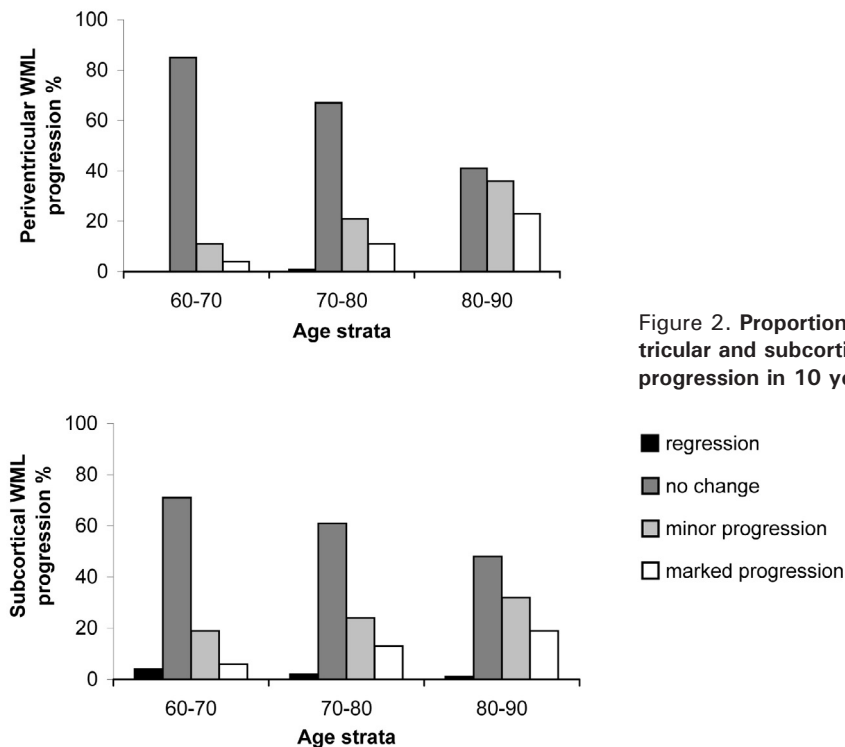 100
80
60
40
20
0
Periventricular WML
progression %
60-70 70-80 80-90
Age strata
Figure 2. Proportion
tricular and subcorti
progression in 10 ye
100
80
60
40
20
0
Subcortical WML
progression %
60-70 70-80 80-90
Age strata
regression
no change
minor progression
marked progression